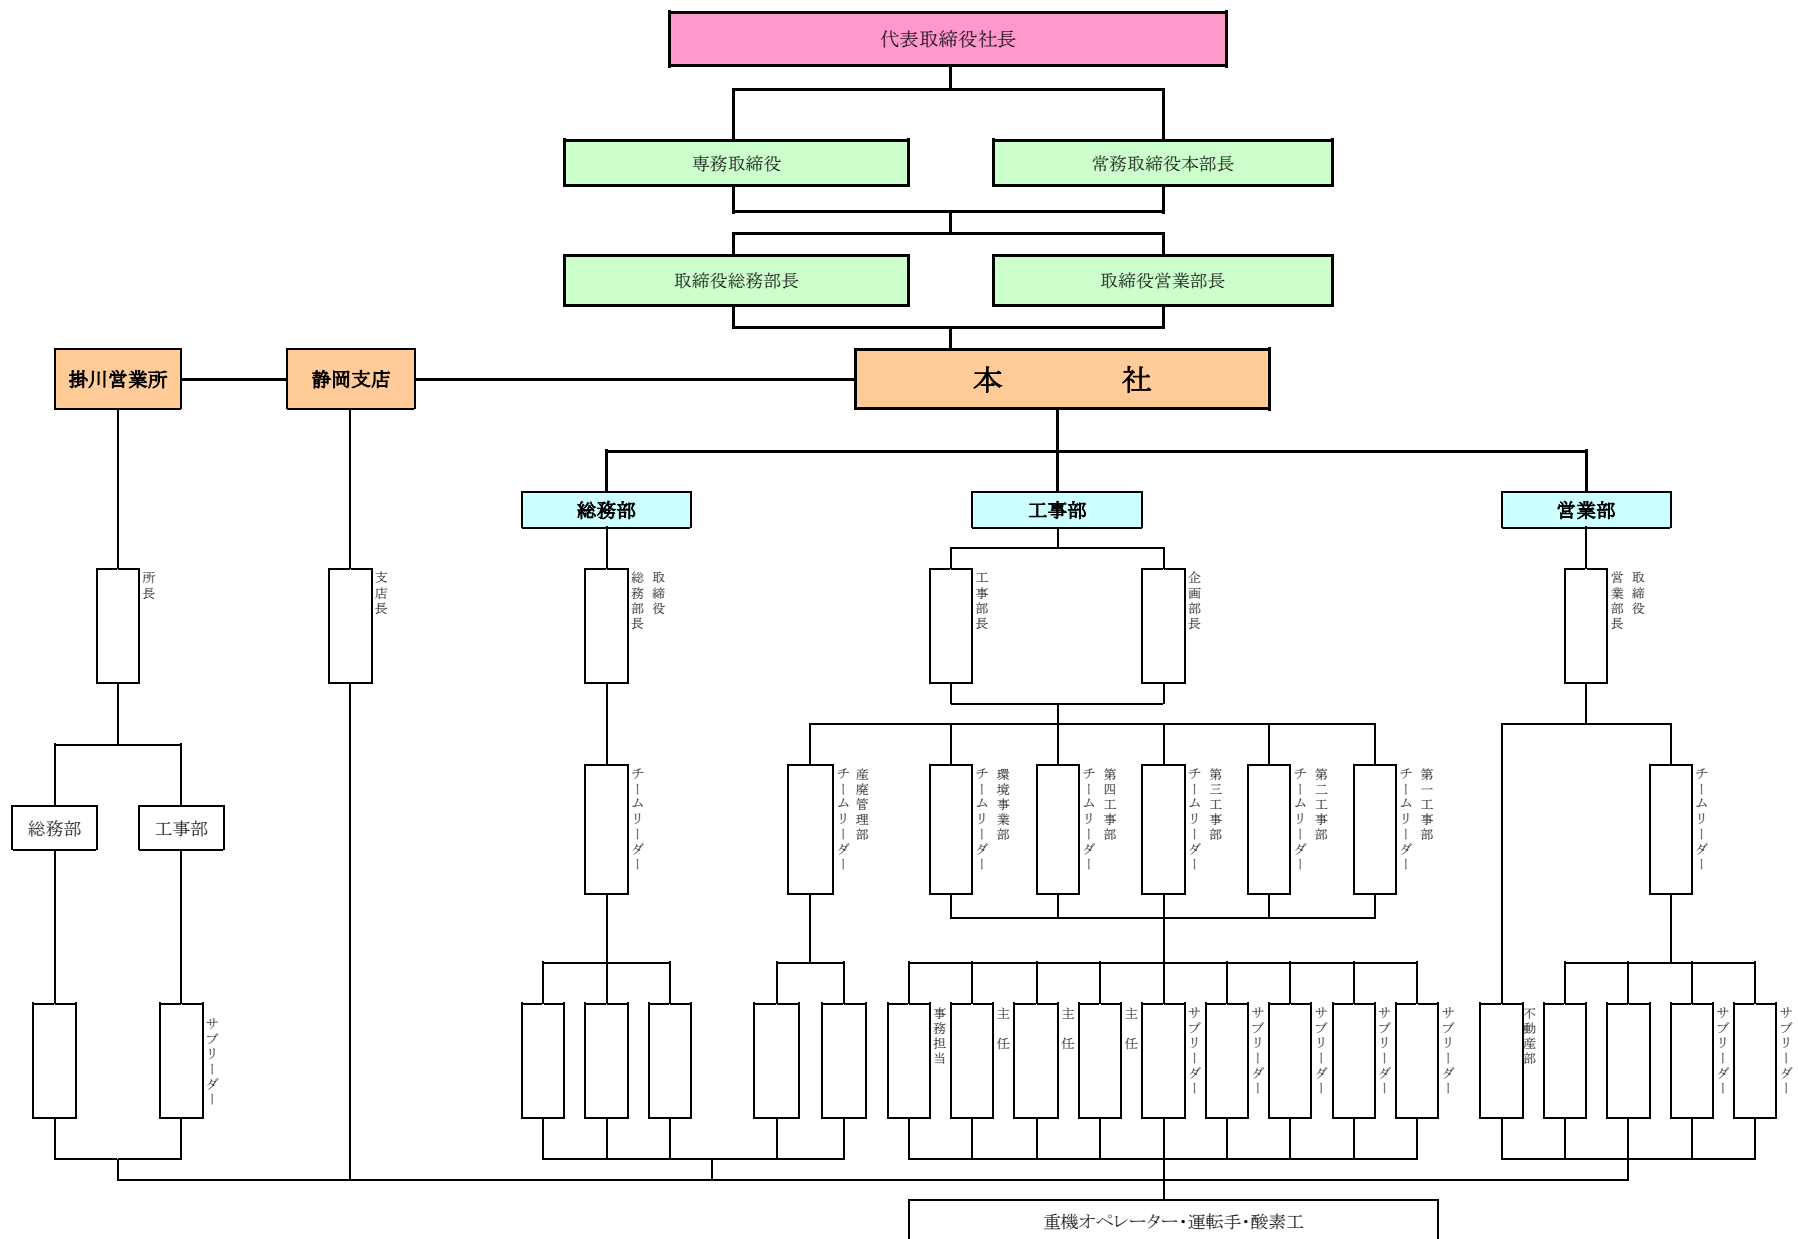 代表取締役社長
専務取締役
常務取締役本部長
取締役総務部長
取締役営業部長
掛川営業所
静岡支店
本 社
総務部
工事部
営業部
所長
支店長
取締役
総務部長
工事部長
企画部長
取締役
営業部長
総務部
工事部
チームリーダー
産廃管理部
チームリーダー
環境事業部
チームリーダー
第四工事部
チームリーダー
第三工事部
チームリーダー
第二工事部
チームリーダー
第一工事部
チームリーダー
チームリーダー
サブリーダー
事務担当
主任
主任
主任
サブリーダー
サブリーダー
サブリーダー
サブリーダー
サブリーダー
不動産部
サブリーダー
サブリーダー
重機オペレーター・運転手・酸素工